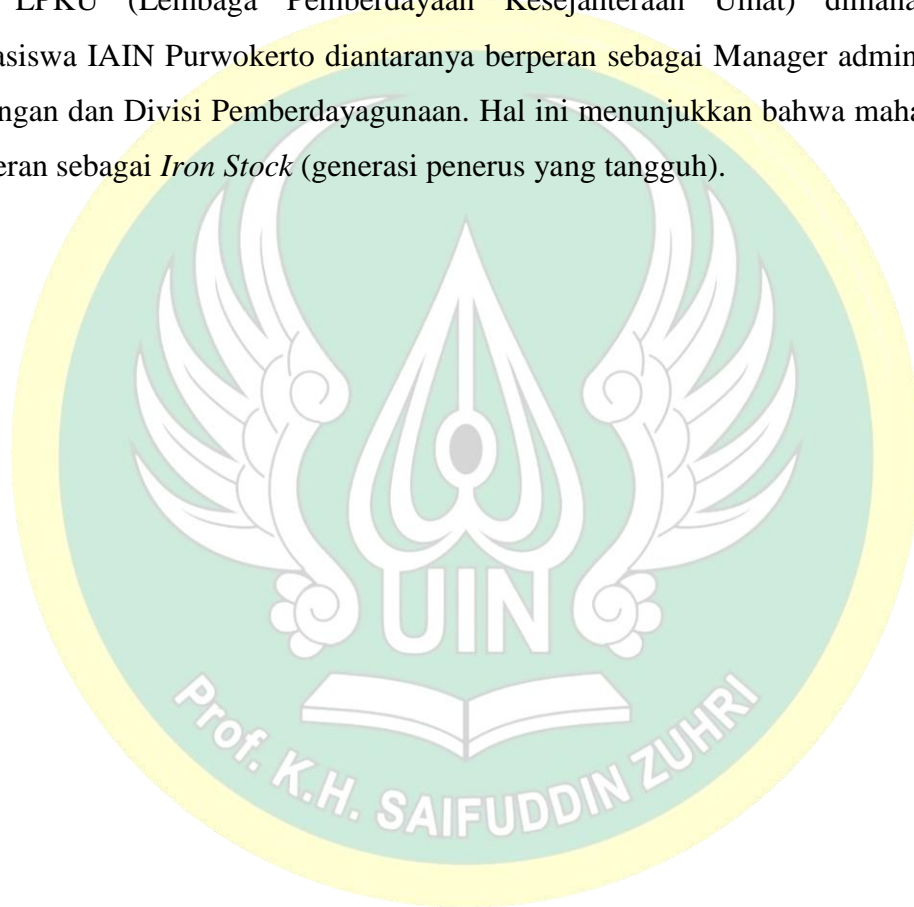 LPKU (Lembaga Pemberdayaan Kesejahteraan Umat) dimana
asiswa IAIN Purwokerto diantaranya berperan sebagai Manager admin
ngan dan Divisi Pemberdayagunaan. Hal ini menunjukkan bahwa maha
eran sebagai Iron Stock (generasi penerus yang tangguh).
UIN
Prof. K.H. SAIFUDDIN ZUHRI